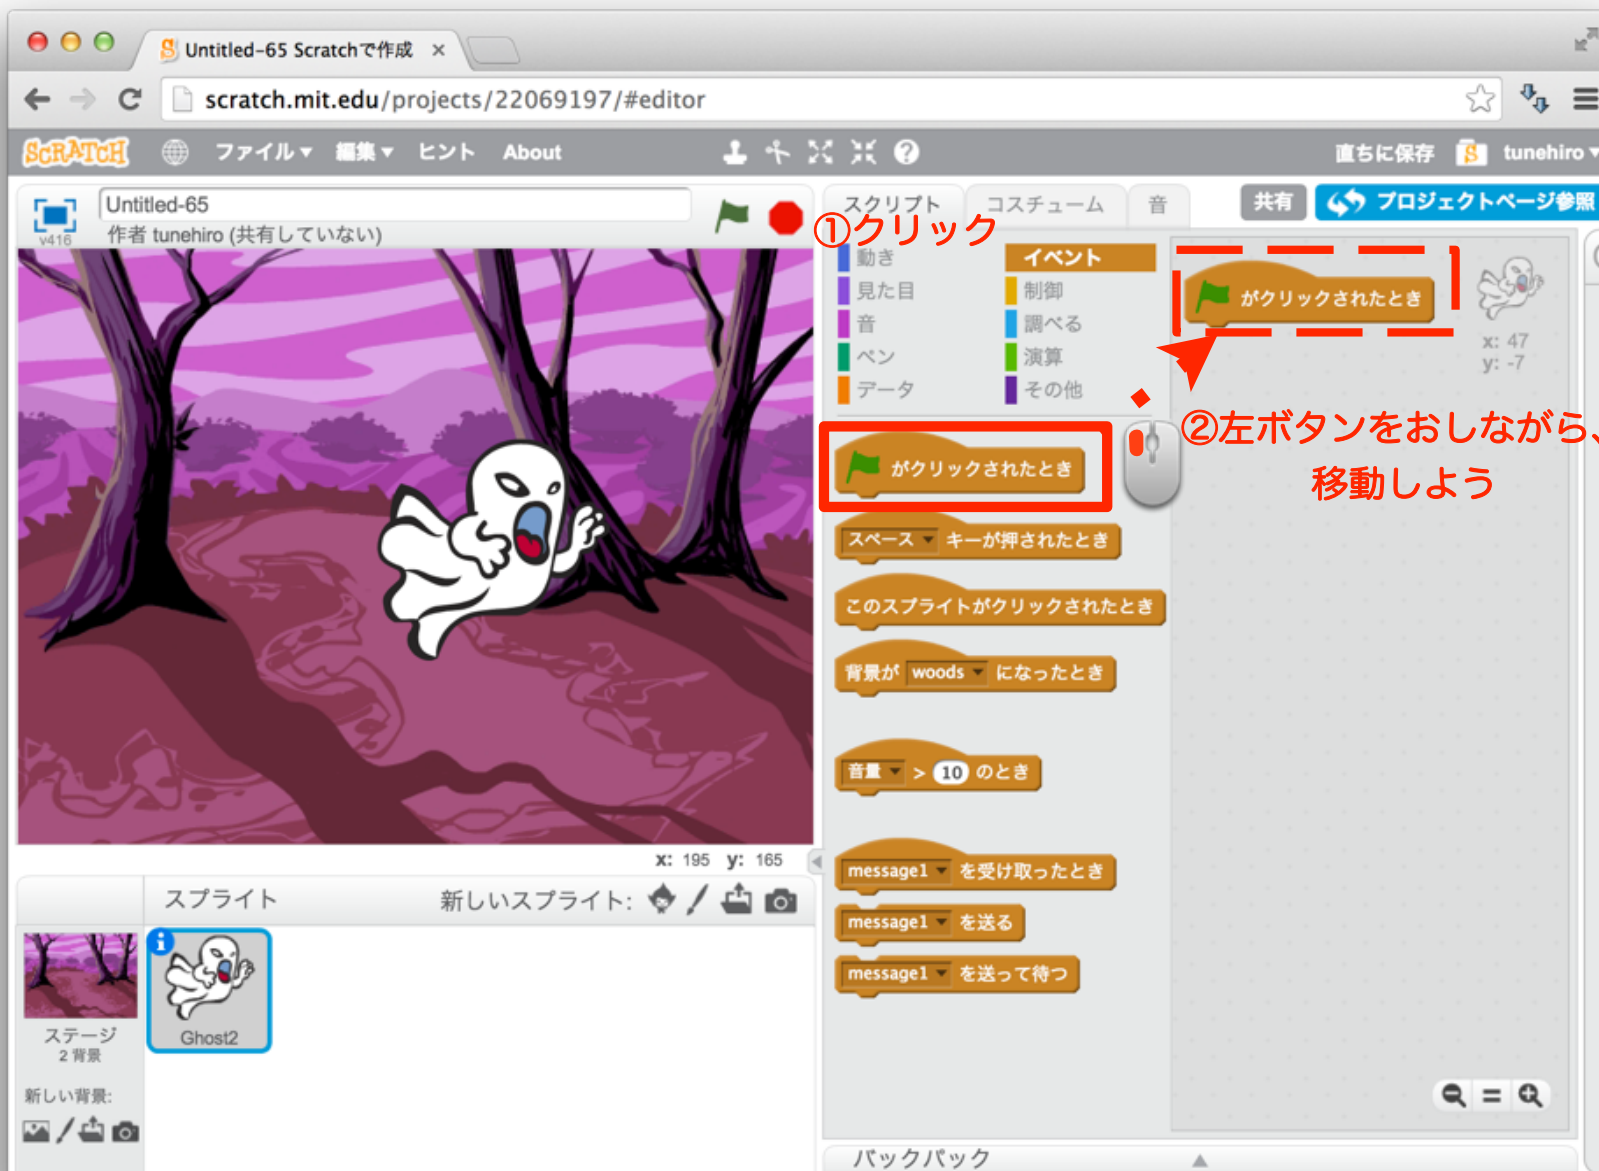 Untitled-65 Scratchで作成
scratch.mit.edu/projects/22069197/#editor
SCRATCH ファイル 編集 ヒント About 直ちに保存 tunehiro
Untitled-65
v416
作者 tunehiro (共有していない)
スクリプト コスチューム 音 共有 プロジェクトページ参照
①クリック
動き イベント
見た目 制御
音 調べる
ペン 演算
データ その他
がクリックされたとき
x: 47
y: -7
②左ボタンをおしながら、
移動しよう
がクリックされたとき
スペース キーが押されたとき
このスプライトがクリックされたとき
背景が woods になったとき
音量 > 10 のとき
message1 を受け取ったとき
message1 を送る
message1 を送って待つ
x: 195 y: 165
スプライト 新しいスプライト:
ステージ
2 背景
Ghost2
新しい背景:
バックパック